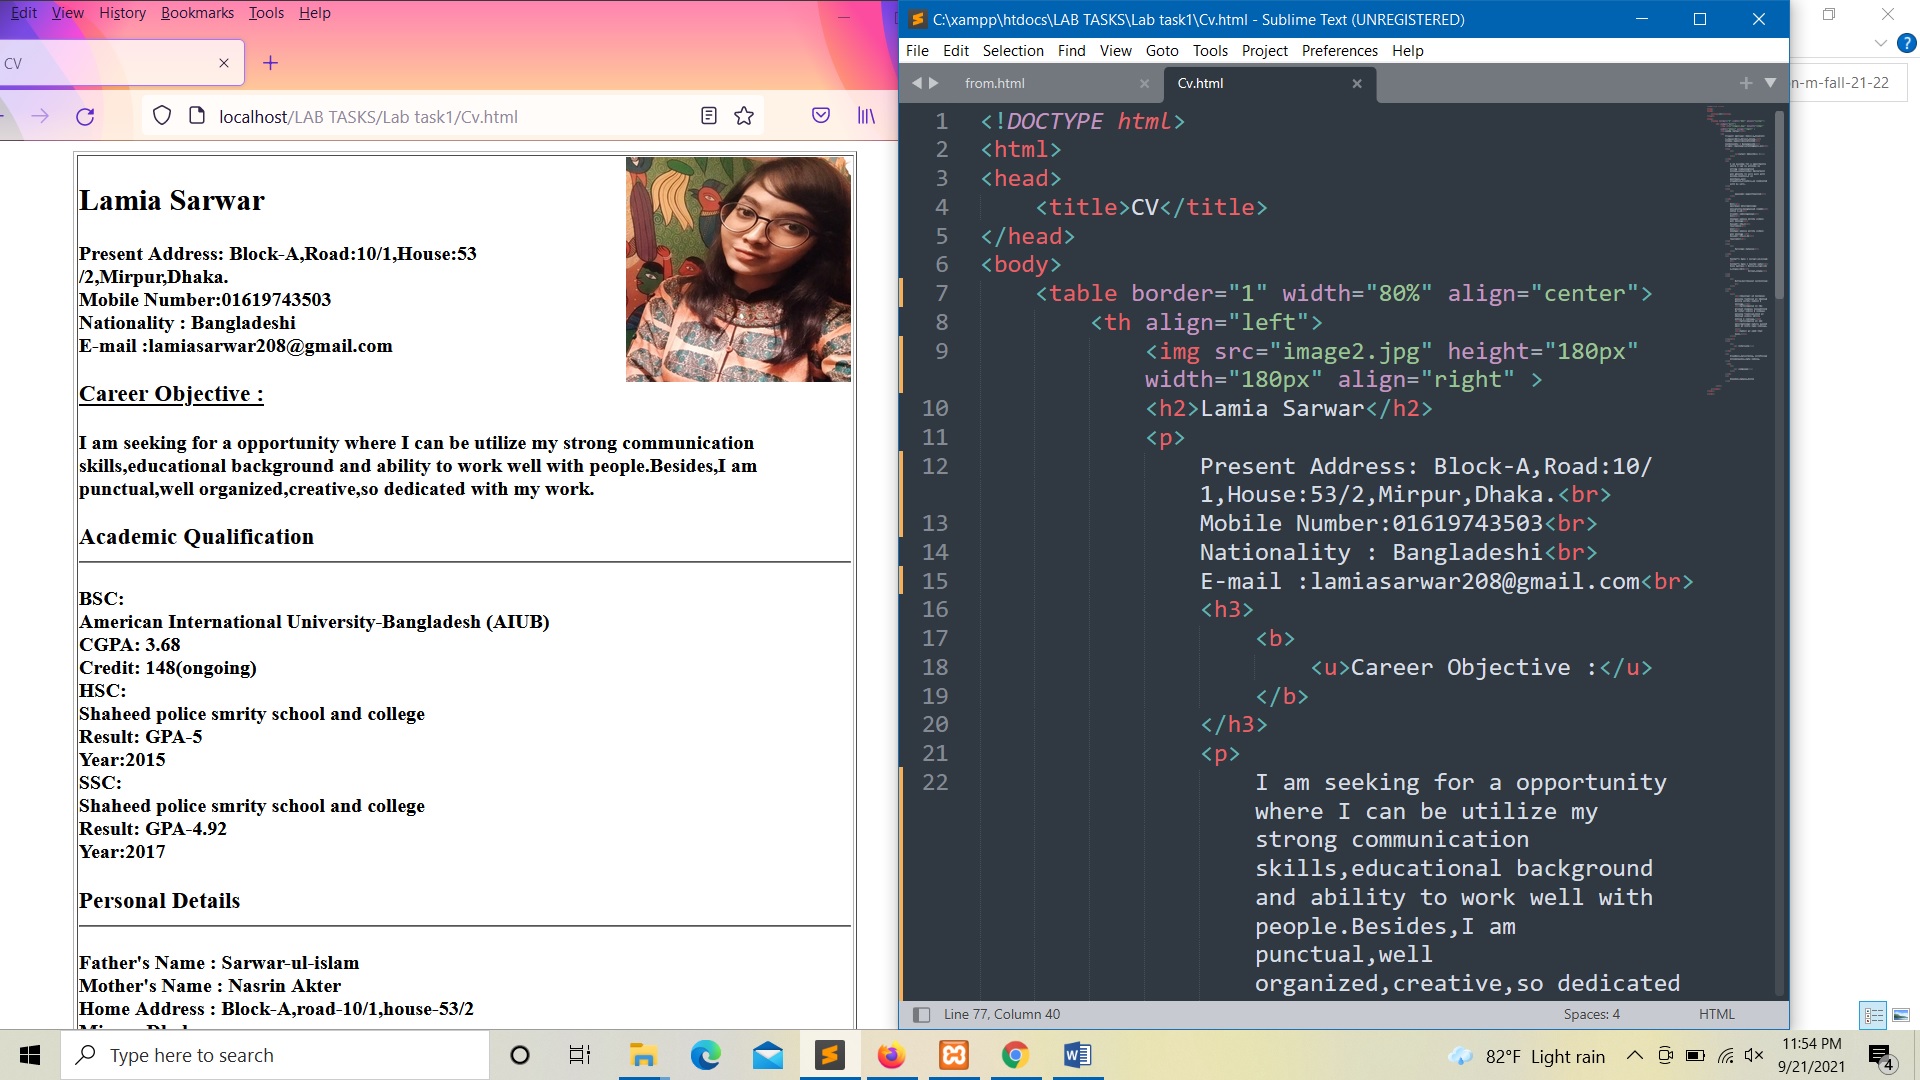 Edit View History Bookmarks Tools Help
CV
localhost/LAB TASKS/Lab task1/Cv.html
Lamia Sarwar
Present Address: Block-A,Road:10/1,House:53
/2,Mirpur,Dhaka.
Mobile Number:01619743503
Nationality : Bangladeshi
E-mail :lamiasarwar208@gmail.com
Career Objective :
I am seeking for a opportunity where I can be utilize my strong communication
skills,educational background and ability to work well with people.Besides,I am
punctual,well organized,creative,so dedicated with my work.
Academic Qualification
BSC:
American International University-Bangladesh (AIUB)
CGPA: 3.68
Credit: 148(ongoing)
HSC:
Shaheed police smrity school and college
Result: GPA-5
Year:2015
SSC:
Shaheed police smrity school and college
Result: GPA-4.92
Year:2017
Personal Details
Father's Name : Sarwar-ul-islam
Mother's Name : Nasrin Akter
Home Address : Block-A,road-10/1,house-53/2
C:\xampp\htdocs\LAB TASKS\Lab task1\Cv.html - Sublime Text (UNREGISTERED)
File Edit Selection Find View Goto Tools Project Preferences Help
from.html Cv.html
1 <!DOCTYPE html>
2 <html>
3 <head>
4 <title>CV</title>
5 </head>
6 <body>
7 <table border="1" width="80%" align="center">
8 <th align="left">
9 <img src="image2.jpg" height="180px"
width="180px" align="right" >
10 <h2>Lamia Sarwar</h2>
11 <p>
12 Present Address: Block-A,Road:10/
1,House:53/2,Mirpur,Dhaka.<br>
13 Mobile Number:01619743503<br>
14 Nationality : Bangladeshi<br>
15 E-mail :lamiasarwar208@gmail.com<br>
16 <h3>
17 <b>
18 <u>Career Objective :</u>
19 </b>
20 </h3>
21 <p>
22 I am seeking for a opportunity
where I can be utilize my
strong communication
skills,educational background
and ability to work well with
people.Besides,I am
punctual,well
organized,creative,so dedicated
Line 77, Column 40 Spaces: 4 HTML
n-m-fall-21-22
Type here to search
82°F Light rain
11:54 PM
9/21/2021
4